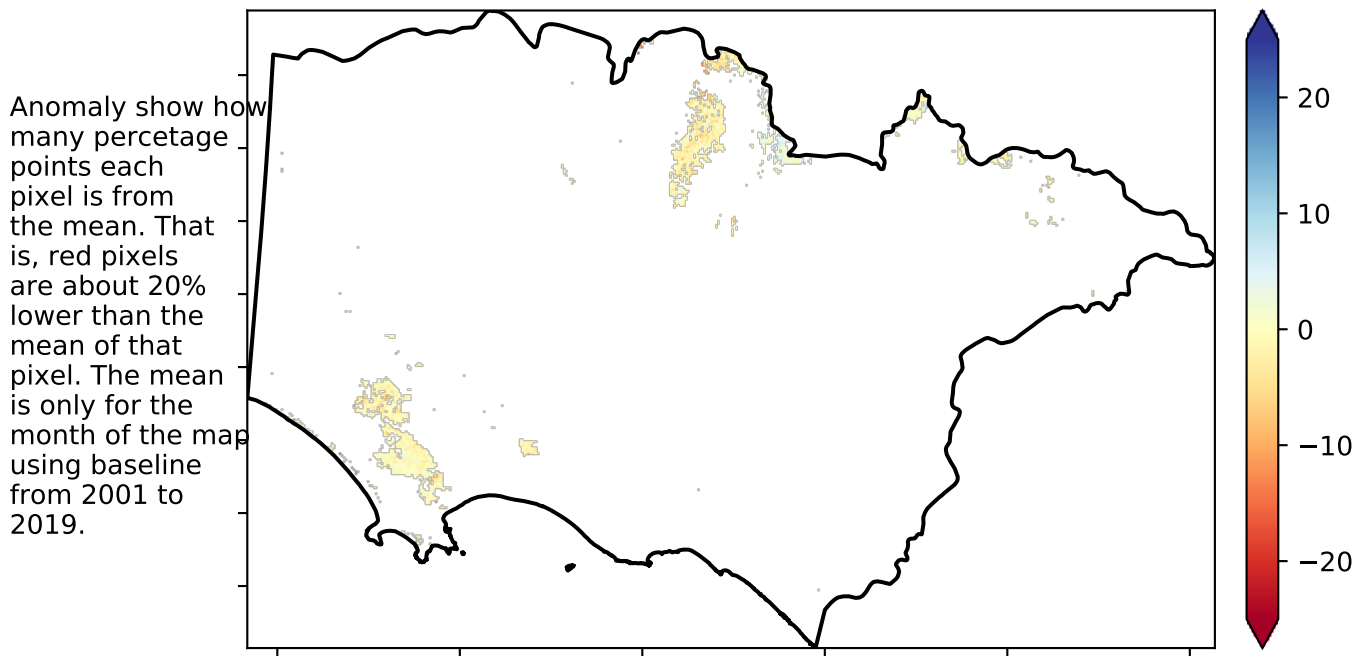 Anomaly show how
many percetage
points each
pixel is from
the mean. That
is, red pixels
are about 20%
lower than the
mean of that
pixel. The mean
is only for the
month of the map
using baseline
from 2001 to
2019.
20
10
0
−10
−20